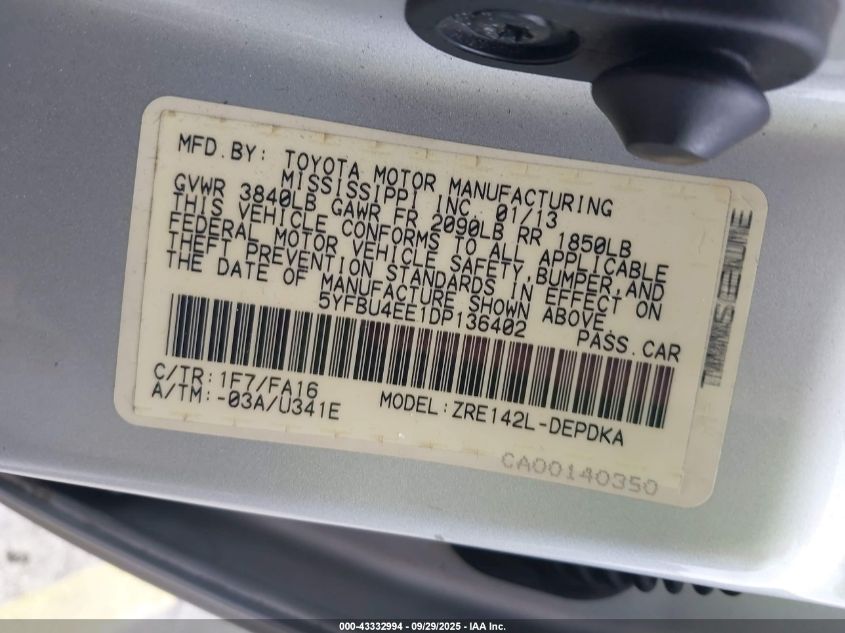 MFD.BY: TOYOTA MOTOR MANUFACTURING
MISSISSIPPI INC. 01/13
GVWR 3840LB GAWR FR 2090LB RR 1850LB
THIS VEHICLE CONFORMS TO ALL APPLICABLE
FEDERAL MOTOR VEHICLE SAFETY,BUMPER,AND
THEFT PREVENTION STANDARDS IN EFFECT ON
THE DATE OF MANUFACTURE SHOWN ABOVE.
5YFBU4EE1DP136402
PASS.CAR
C/TR:1F7/FA16
A/TM:-03A/U341E
MODEL:ZRE142L-DEPDKA
CA00140350
000-43332994 - 09/29/2025 - IAA Inc.